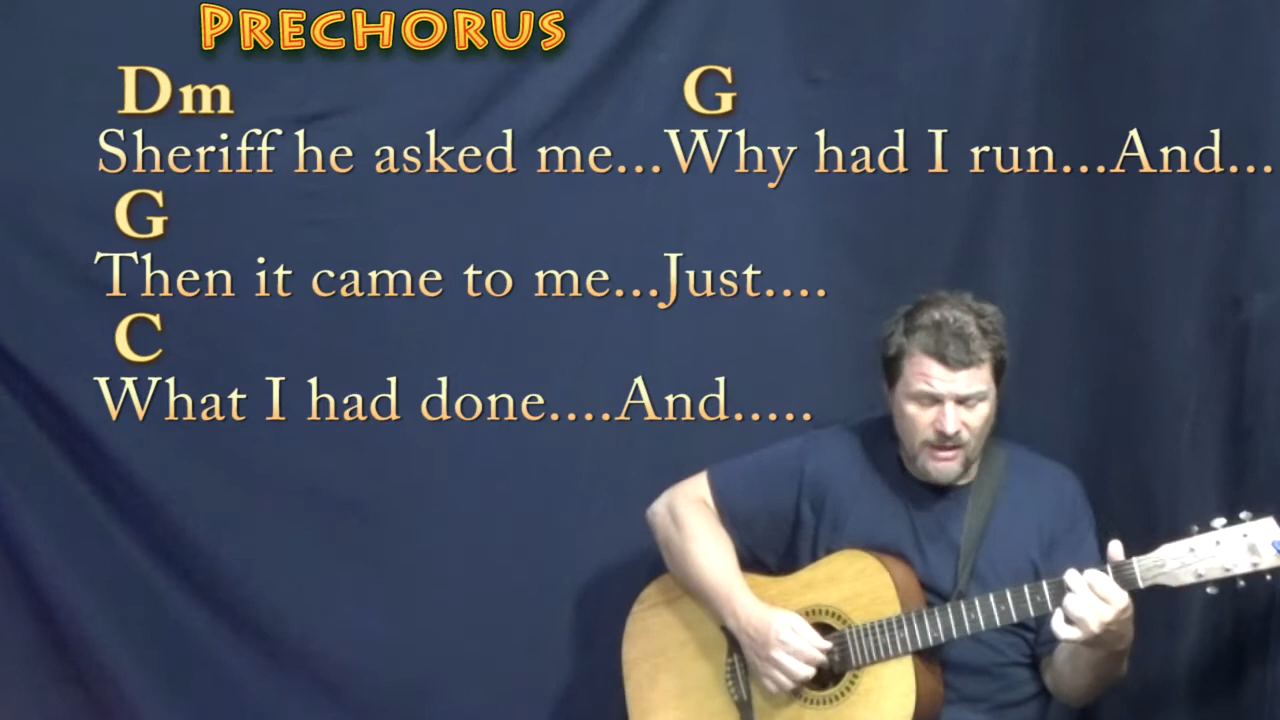 PRECHORUS
Dm G
Sheriff he asked me...Why had I run...And...
G
Then it came to me...Just....
C
What I had done....And.....